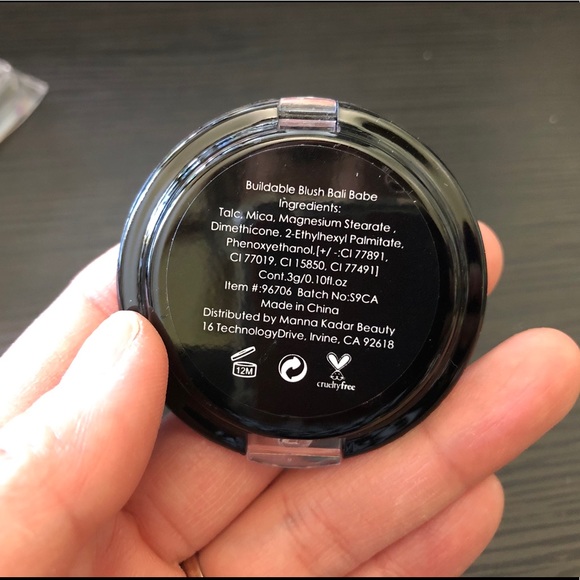 Buildable Blush Bali Babe
Ingredients:
Talc, Mica, Magnesium Stearate ,
Dimethicone. 2-Ethylhexyl Palmitate,
Phenoxyethanol.[+/ -:CI 77891,
CI 77019, CI 15850, CI 77491]
Cont.3g/0.10fl.oz
Item #:96706 Batch No:S9CA
Made in China
Distributed by Manna Kadar Beauty
16 TechnologyDrive, Irvine, CA 92618
12M
crueltyfree